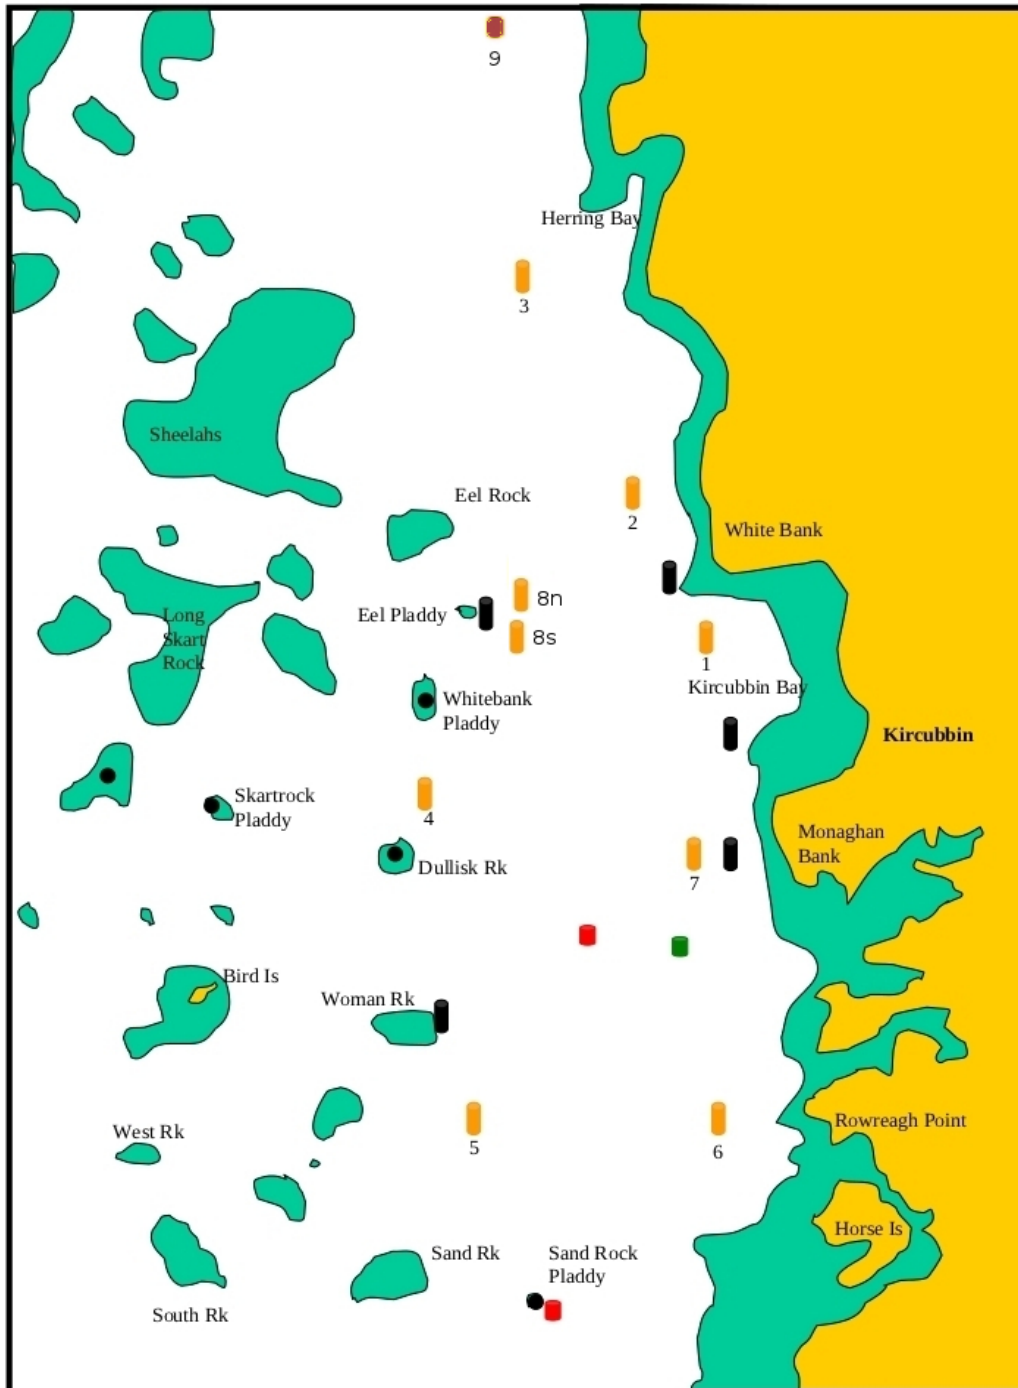 9
Herring Bay
3
Sheelahs
Eel Rock
2
White Bank
8n
Eel Pladdy
Long
Skart
Rock
8s
1
Kircubbin Bay
Whitebank
Pladdy
Kircubbin
Skartrock
Pladdy
4
Monaghan
Bank
Dullisk Rk
7
Bird Is
Woman Rk
West Rk
5
6
Rowreagh Point
Horse Is
Sand Rk
Sand Rock
Pladdy
South Rk